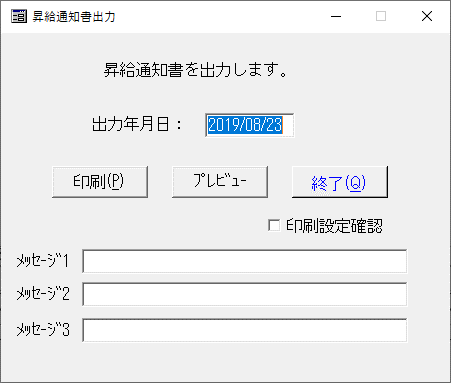 昇給通知書出力
昇給通知書を出力します。
出力年月日： 2019/08/23
印刷(P) ﾌﾟﾚﾋﾞｭｰ 終了(Q)
印刷設定確認
ﾒｯｾｰｼﾞ1
ﾒｯｾｰｼﾞ2
ﾒｯｾｰｼﾞ3